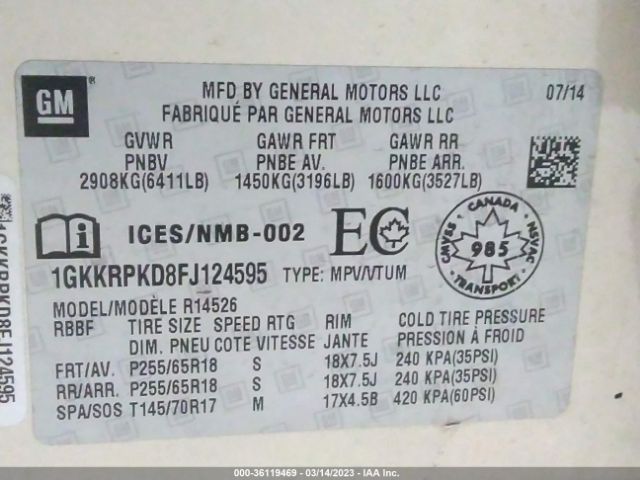 GM
®
MFD BY GENERAL MOTORS LLC
07/14
FABRIQUÉ PAR GENERAL MOTORS LLC
GVWR GAWR FRT GAWR RR
PNBV PNBE AV. PNBE ARR.
2908KG(6411LB) 1450KG(3196LB) 1600KG(3527LB)
i ICES/NMB-002 EC
CANADA
CMVSS 985 NSVAC
TRANSPORT
1GKKRPKD8FJ124595 TYPE: MPV/VTUM
MODEL/MODÈLE R14526
RBBF TIRE SIZE SPEED RTG RIM COLD TIRE PRESSURE
DIM. PNEU COTE VITESSE JANTE PRESSION À FROID
FRT/AV. P255/65R18 S 18X7.5J 240 KPA(35PSI)
RR/ARR. P255/65R18 S 18X7.5J 240 KPA(35PSI)
SPA/SOS T145/70R17 M 17X4.5B 420 KPA(60PSI)
1GKKRPKD8FJ124595
000-36119469 - 03/14/2023 - IAA Inc.